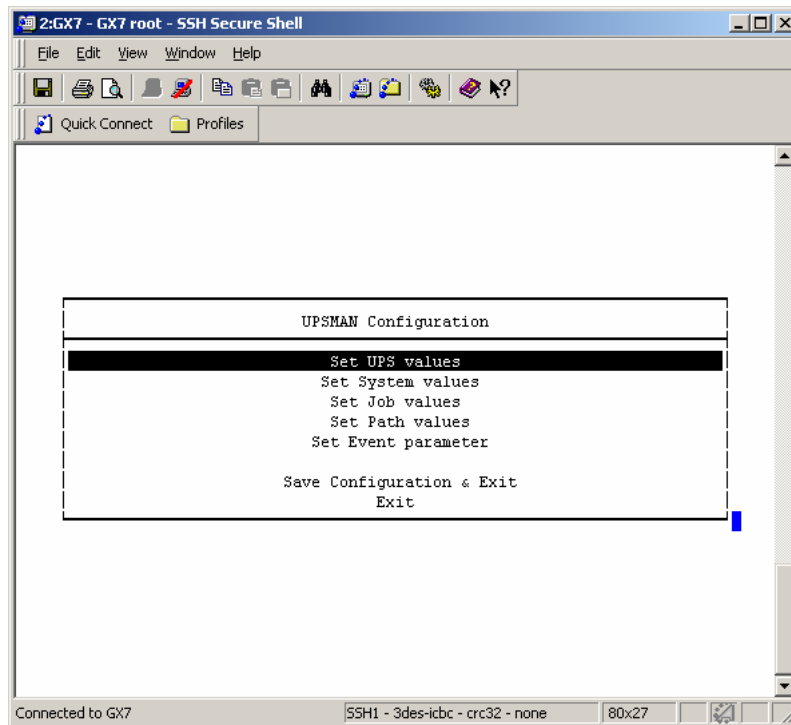 2:GX7 - GX7 root - SSH Secure Shell
File Edit View Window Help
Quick Connect Profiles
UPSMAN Configuration
Set UPS values
Set System values
Set Job values
Set Path values
Set Event parameter
Save Configuration & Exit
Exit
Connected to GX7 SSH1 - 3des-icbc - crc32 - none 80x27